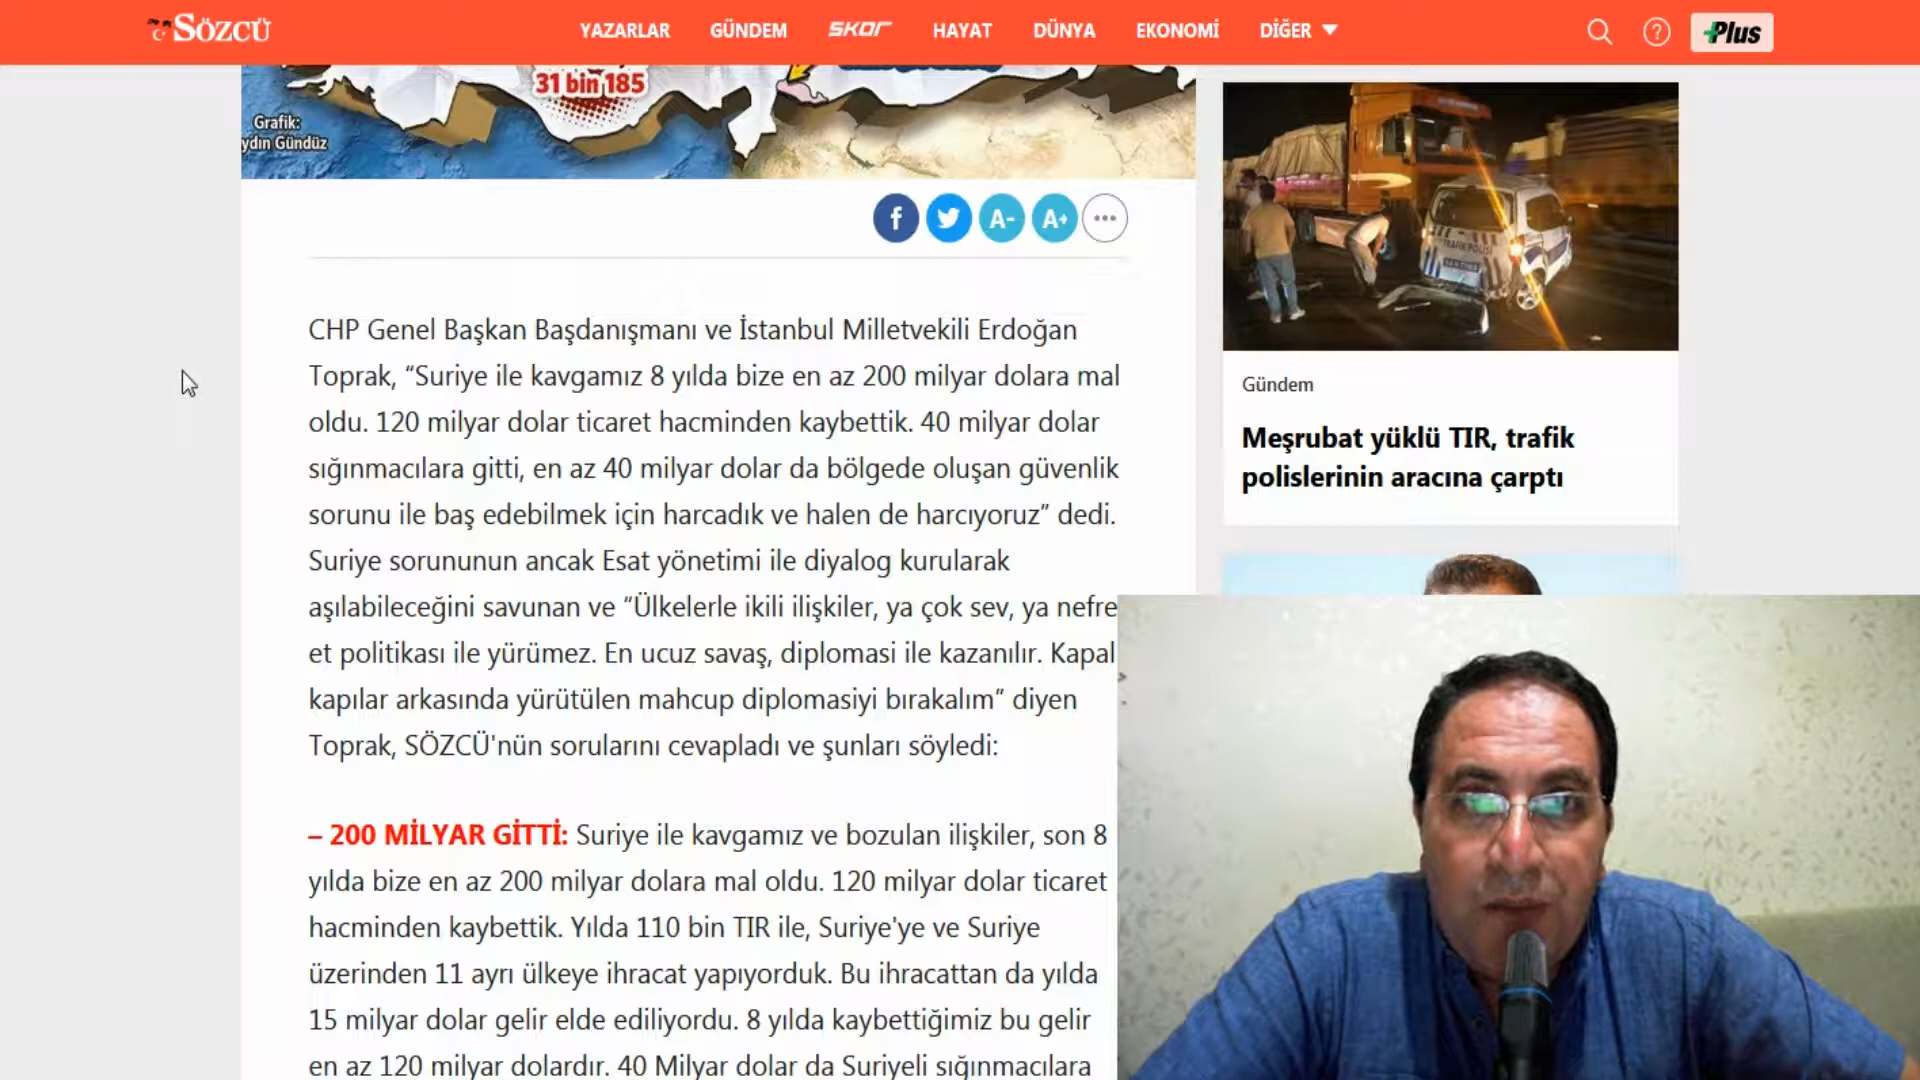 SÖZCÜ
YAZARLAR GÜNDEM SKOR HAYAT DÜNYA EKONOMİ DİĞER
? +Plus
31 bin 185
Grafik:
ydın Gündüz
f A- A+
CHP Genel Başkan Başdanışmanı ve İstanbul Milletvekili Erdoğan
Toprak, “Suriye ile kavgamız 8 yılda bize en az 200 milyar dolara mal
oldu. 120 milyar dolar ticaret hacminden kaybettik. 40 milyar dolar
sığınmacılara gitti, en az 40 milyar dolar da bölgede oluşan güvenlik
sorunu ile baş edebilmek için harcadık ve halen de harcıyoruz” dedi.
Suriye sorununun ancak Esat yönetimi ile diyalog kurularak
aşılabileceğini savunan ve “Ülkelerle ikili ilişkiler, ya çok sev, ya nefre
et politikası ile yürümez. En ucuz savaş, diplomasi ile kazanılır. Kapal
kapılar arkasında yürütülen mahcup diplomasiyi bırakalım” diyen
Toprak, SÖZCÜ'nün sorularını cevapladı ve şunları söyledi:
– 200 MİLYAR GİTTİ: Suriye ile kavgamız ve bozulan ilişkiler, son 8
yılda bize en az 200 milyar dolara mal oldu. 120 milyar dolar ticaret
hacminden kaybettik. Yılda 110 bin TIR ile, Suriye'ye ve Suriye
üzerinden 11 ayrı ülkeye ihracat yapıyorduk. Bu ihracattan da yılda
15 milyar dolar gelir elde ediliyordu. 8 yılda kaybettiğimiz bu gelir
en az 120 milyar dolardır. 40 Milyar dolar da Suriyeli sığınmacılara
TRAFİK POLİSİ
Gündem
Meşrubat yüklü TIR, trafik
polislerinin aracına çarptı